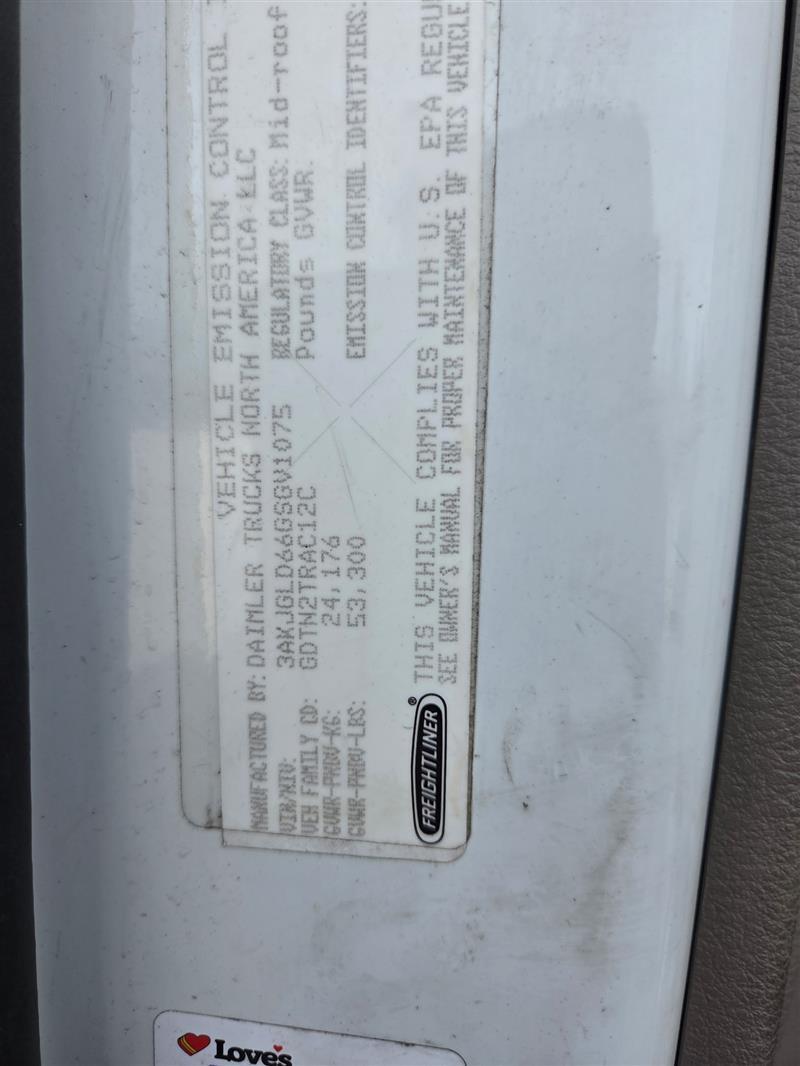 VEHICLE EMISSION CONTROL
MANUFACTURED BY: DAIMLER TRUCKS NORTH AMERICA LLC
VIN/NIV: 3AKJGLD66GSGV1075 REGULATORY CLASS: Mid-roof
VEH FAMILY CD: GDTN2TRAC12C Pounds GVWR.
GVWR-PNBV-KG: 24,176
GVWR-PNBV-LBS: 53,300 EMISSION CONTROL IDENTIFIERS:
FREIGHTLINER®
THIS VEHICLE COMPLIES WITH U.S. EPA REGU
SEE OWNER'S MANUAL FOR PROPER MAINTENANCE OF THIS VEHICLE
Love's